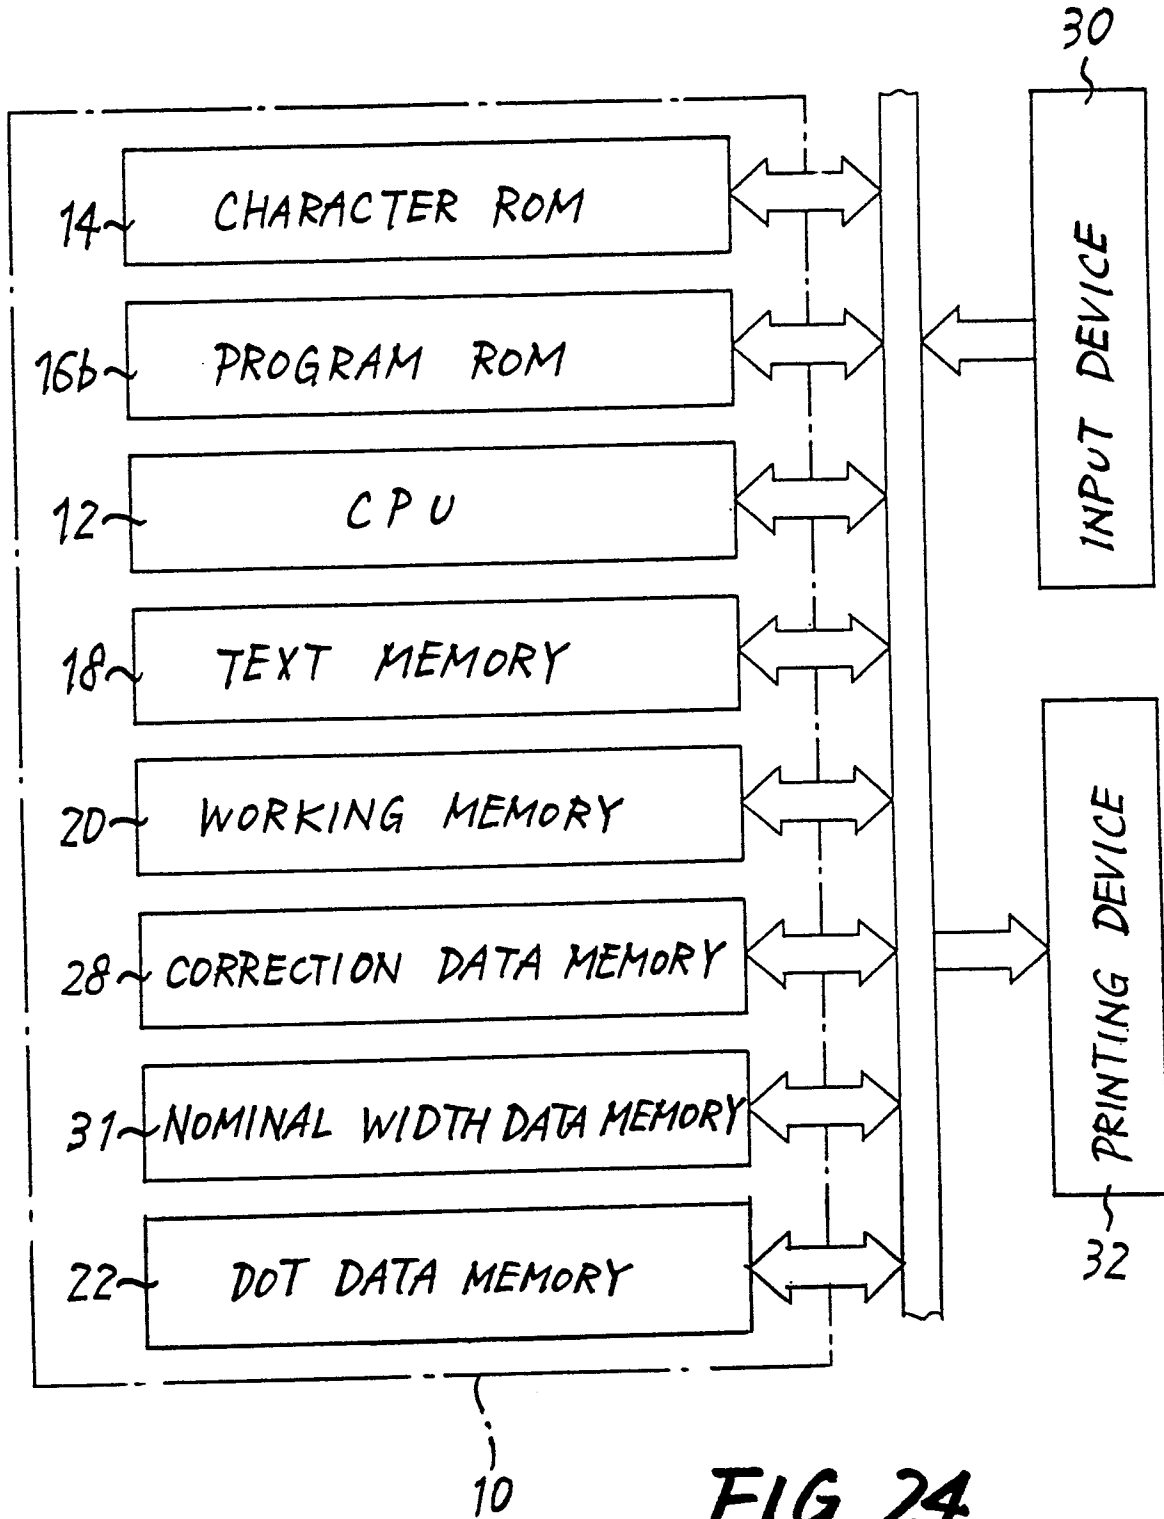 30
14 CHARACTER ROM
16b PROGRAM ROM
12 CPU
18 TEXT MEMORY
20 WORKING MEMORY
28 CORRECTION DATA MEMORY
31 NOMINAL WIDTH DATA MEMORY
22 DOT DATA MEMORY
INPUT DEVICE
PRINTING DEVICE
32
10
FIG 24